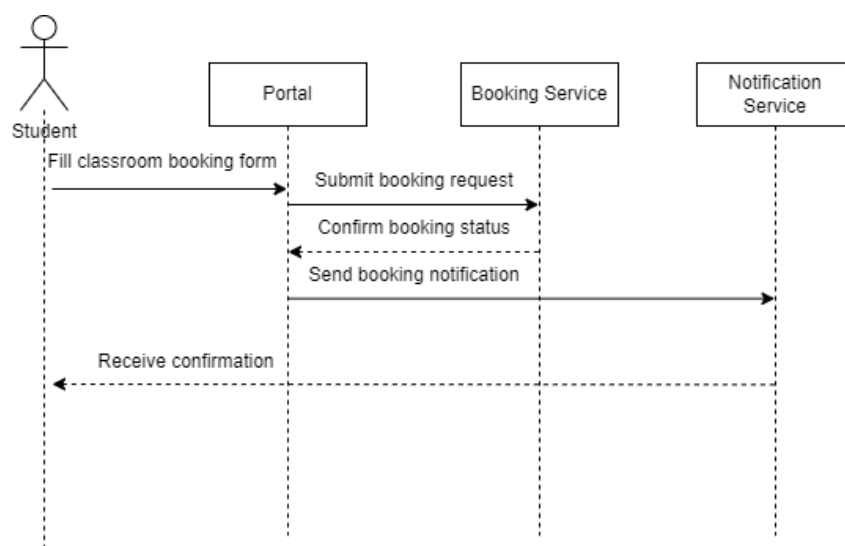 Student
Portal
Booking Service
Notification
Service
Fill classroom booking form
Submit booking request
Confirm booking status
Send booking notification
Receive confirmation